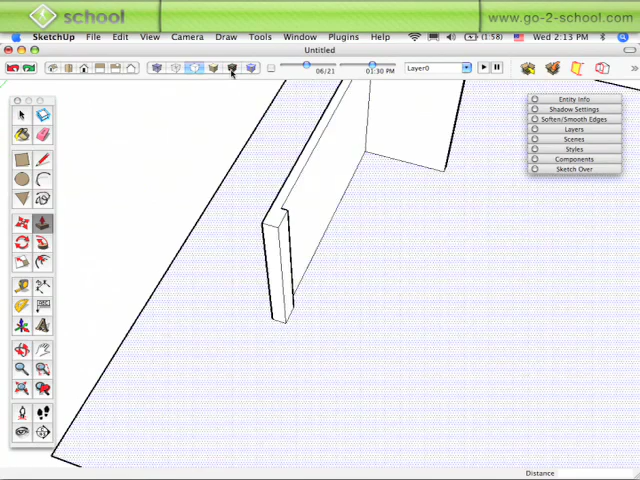 school
www.go-2-school.com
SketchUp File Edit View Camera Draw Tools Window Plugins Help (1:58) Wed 2:13 PM
Untitled
06/21 01:30 PM Layer0 »
Entity Info
Shadow Settings
Soften/Smooth Edges
Layers
Scenes
Styles
Components
Sketch Over
Distance